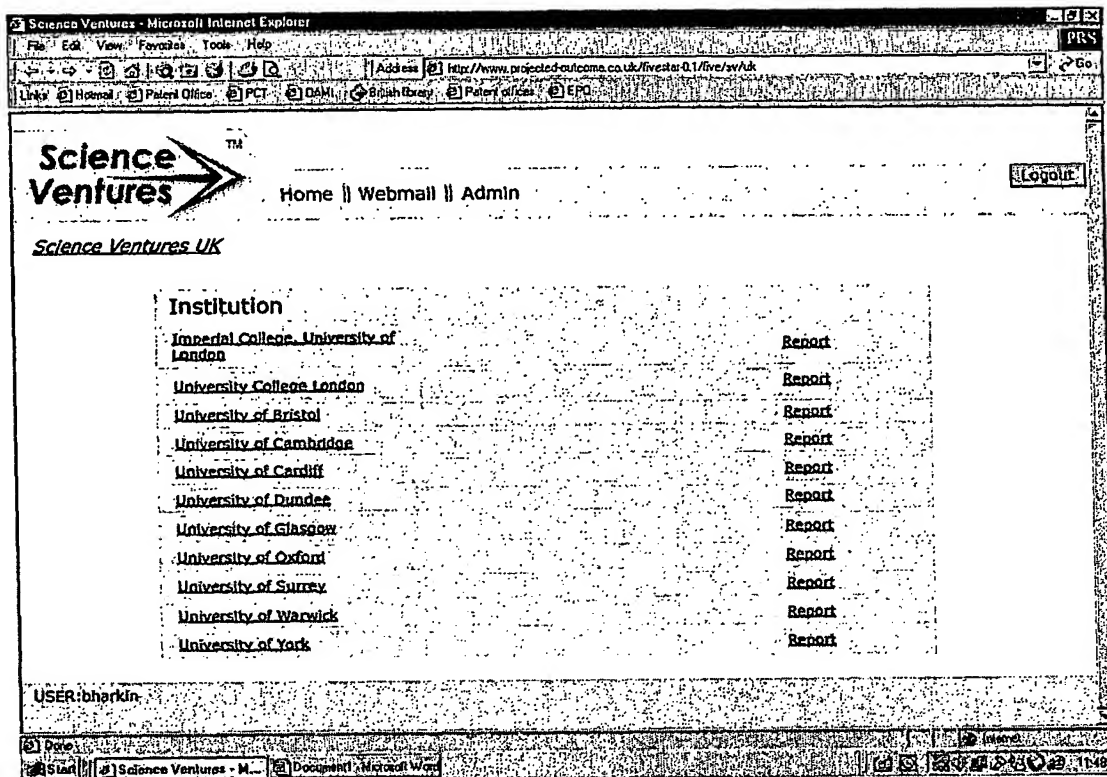 Science Ventures - Microsoft Internet Explorer
File Edit View Favorites Tools Help
PRS
Address http://www.projected-outcome.co.uk/fivestar-0.1/live/sv/uk
Go
Links Hotmail Patent Office PCT OAMI British library Patent offices EPO
Science Ventures TM
Home || Webmail || Admin
Logout
Science Ventures UK
Institution
Imperial College, University of London Report
University College London Report
University of Bristol Report
University of Cambridge Report
University of Cardiff Report
University of Dundee Report
University of Glasgow Report
University of Oxford Report
University of Surrey Report
University of Warwick Report
University of York Report
USER:bharkin
Done
Internet
Start Science Ventures - M... Document1 - Microsoft Word 11:48